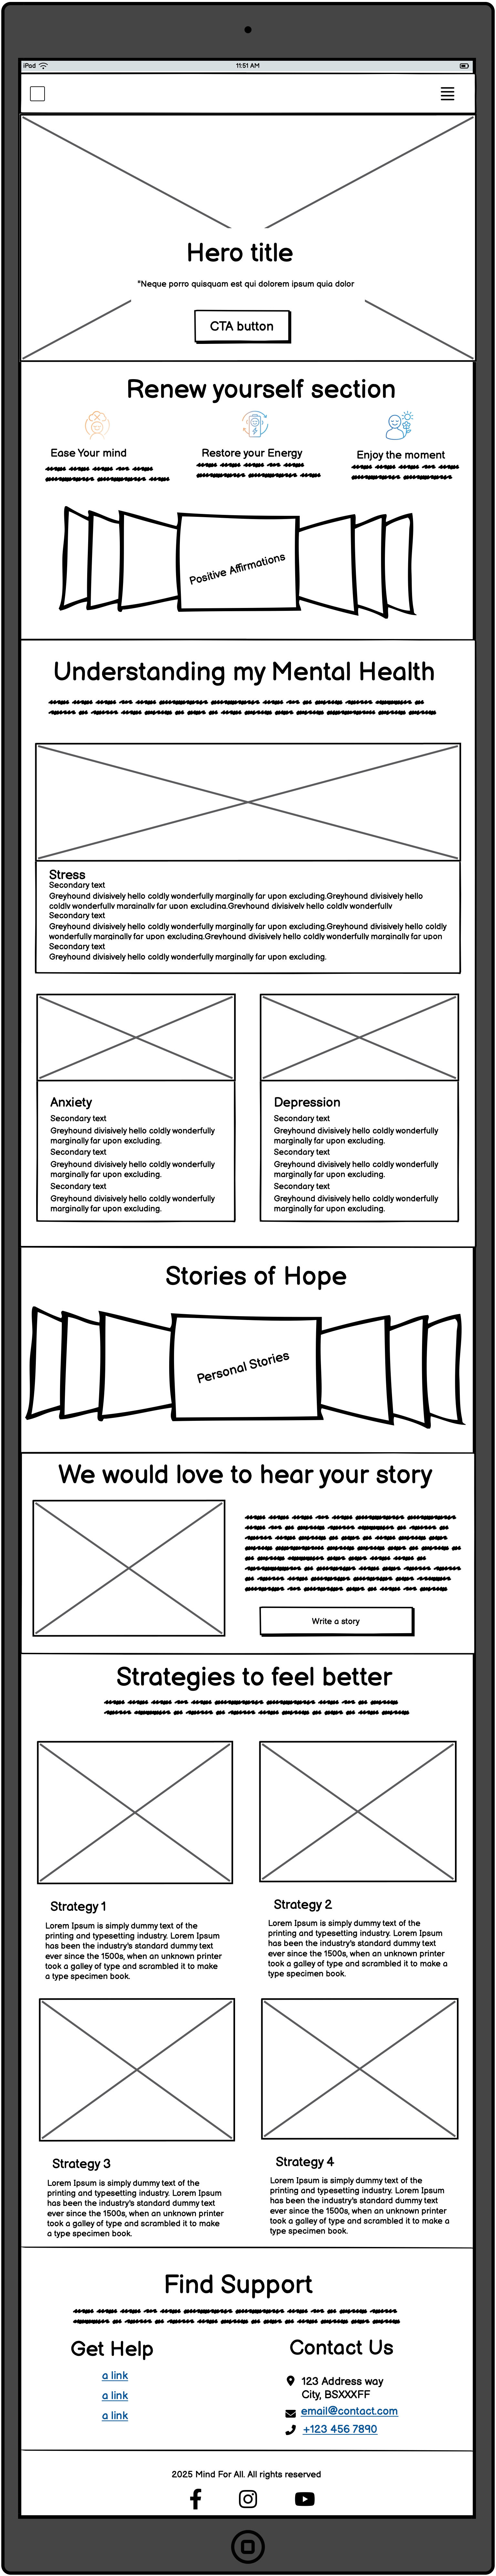 iPad
11:51 AM
Hero title
"Neque porro quisquam est qui dolorem ipsum quia dolor
CTA button
Renew yourself section
Ease Your mind
Restore your Energy
Enjoy the moment
Positive Affirmations
Understanding my Mental Health
Stress
Secondary text
Greyhound divisively hello coldly wonderfully marginally far upon excluding.Greyhound divisively hello
coldly wonderfully marginally far upon excluding.Greyhound divisively hello coldly wonderfully
Secondary text
Greyhound divisively hello coldly wonderfully marginally far upon excluding.Greyhound divisively hello coldly
wonderfully marginally far upon excluding.Greyhound divisively hello coldly wonderfully marginally far upon
Secondary text
Greyhound divisively hello coldly wonderfully marginally far upon excluding.
Anxiety
Secondary text
Greyhound divisively hello coldly wonderfully
marginally far upon excluding.
Secondary text
Greyhound divisively hello coldly wonderfully
marginally far upon excluding.
Secondary text
Greyhound divisively hello coldly wonderfully
marginally far upon excluding.
Depression
Secondary text
Greyhound divisively hello coldly wonderfully
marginally far upon excluding.
Secondary text
Greyhound divisively hello coldly wonderfully
marginally far upon excluding.
Secondary text
Greyhound divisively hello coldly wonderfully
marginally far upon excluding.
Stories of Hope
Personal Stories
We would love to hear your story
Write a story
Strategies to feel better
Strategy 1
Lorem Ipsum is simply dummy text of the
printing and typesetting industry. Lorem Ipsum
has been the industry's standard dummy text
ever since the 1500s, when an unknown printer
took a galley of type and scrambled it to make
a type specimen book.
Strategy 2
Lorem Ipsum is simply dummy text of the
printing and typesetting industry. Lorem Ipsum
has been the industry's standard dummy text
ever since the 1500s, when an unknown printer
took a galley of type and scrambled it to make a
type specimen book.
Strategy 3
Lorem Ipsum is simply dummy text of the
printing and typesetting industry. Lorem Ipsum
has been the industry's standard dummy text
ever since the 1500s, when an unknown printer
took a galley of type and scrambled it to make
a type specimen book.
Strategy 4
Lorem Ipsum is simply dummy text of the
printing and typesetting industry. Lorem Ipsum
has been the industry's standard dummy text
ever since the 1500s, when an unknown printer
took a galley of type and scrambled it to make a
type specimen book.
Find Support
Get Help
a link
a link
a link
Contact Us
123 Address way
City, BSXXXFF
email@contact.com
+123 456 7890
2025 Mind For All. All rights reserved